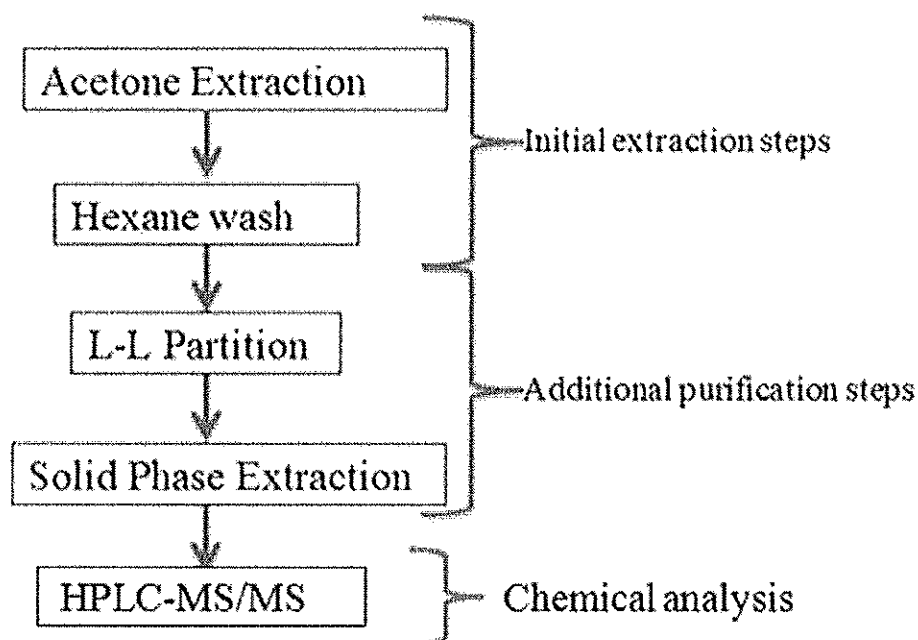 Acetone Extraction
Initial extraction steps
Hexane wash
L-L Partition
Additional purification steps
Solid Phase Extraction
HPLC-MS/MS
Chemical analysis